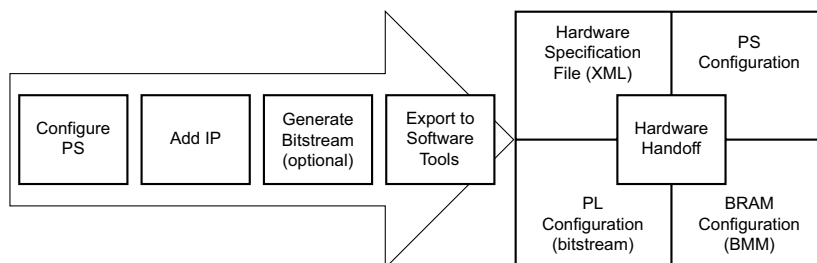 Configure
PS
Add IP
Generate
Bitstream
(optional)
Export to
Software
Tools
Hardware
Specification
File (XML)
PS
Configuration
Hardware
Handoff
PL
Configuration
(bitstream)
BRAM
Configuration
(BMM)